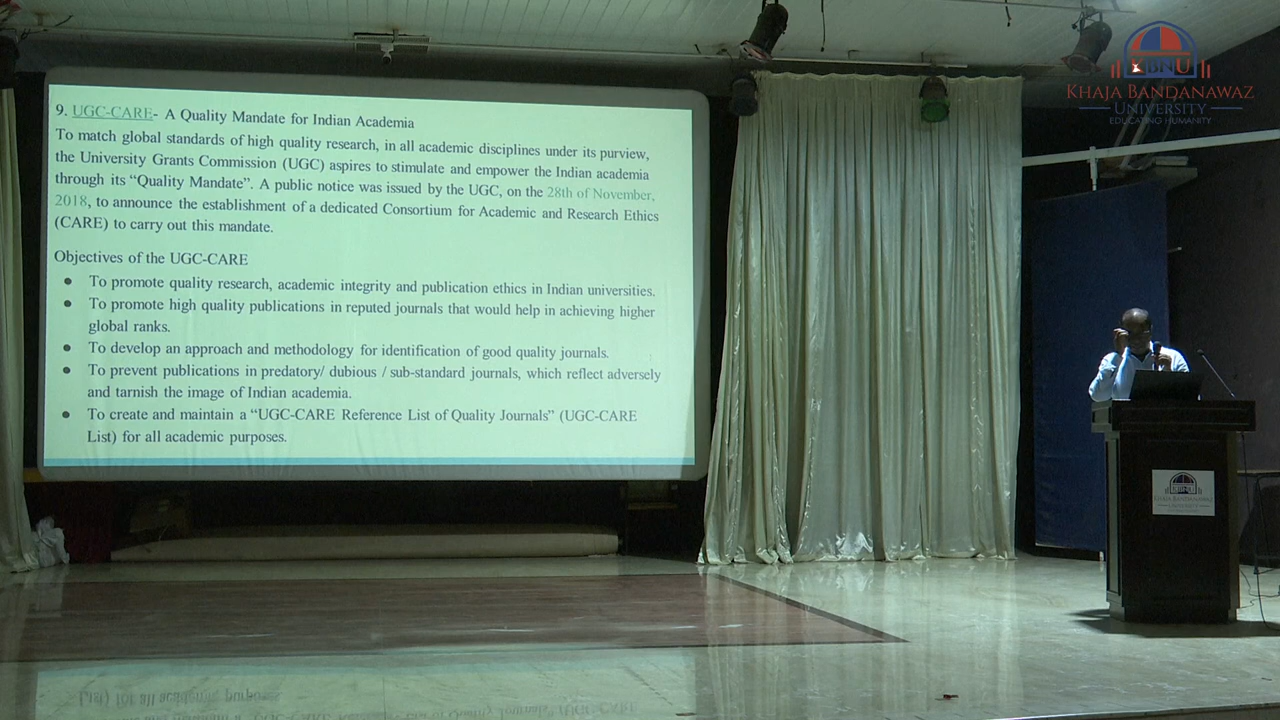 9. UGC-CARE- A Quality Mandate for Indian Academia
To match global standards of high quality research, in all academic disciplines under its purview,
the University Grants Commission (UGC) aspires to stimulate and empower the Indian academia
through its “Quality Mandate”. A public notice was issued by the UGC, on the 28th of November,
2018, to announce the establishment of a dedicated Consortium for Academic and Research Ethics
(CARE) to carry out this mandate.
Objectives of the UGC-CARE
● To promote quality research, academic integrity and publication ethics in Indian universities.
● To promote high quality publications in reputed journals that would help in achieving higher
global ranks.
● To develop an approach and methodology for identification of good quality journals.
● To prevent publications in predatory/ dubious / sub-standard journals, which reflect adversely
and tarnish the image of Indian academia.
● To create and maintain a “UGC-CARE Reference List of Quality Journals” (UGC-CARE
List) for all academic purposes.
KBNU
KHAJA BANDANAWAZ
UNIVERSITY
EDUCATING HUMANITY
KHAJA BANDANAWAZ
UNIVERSITY